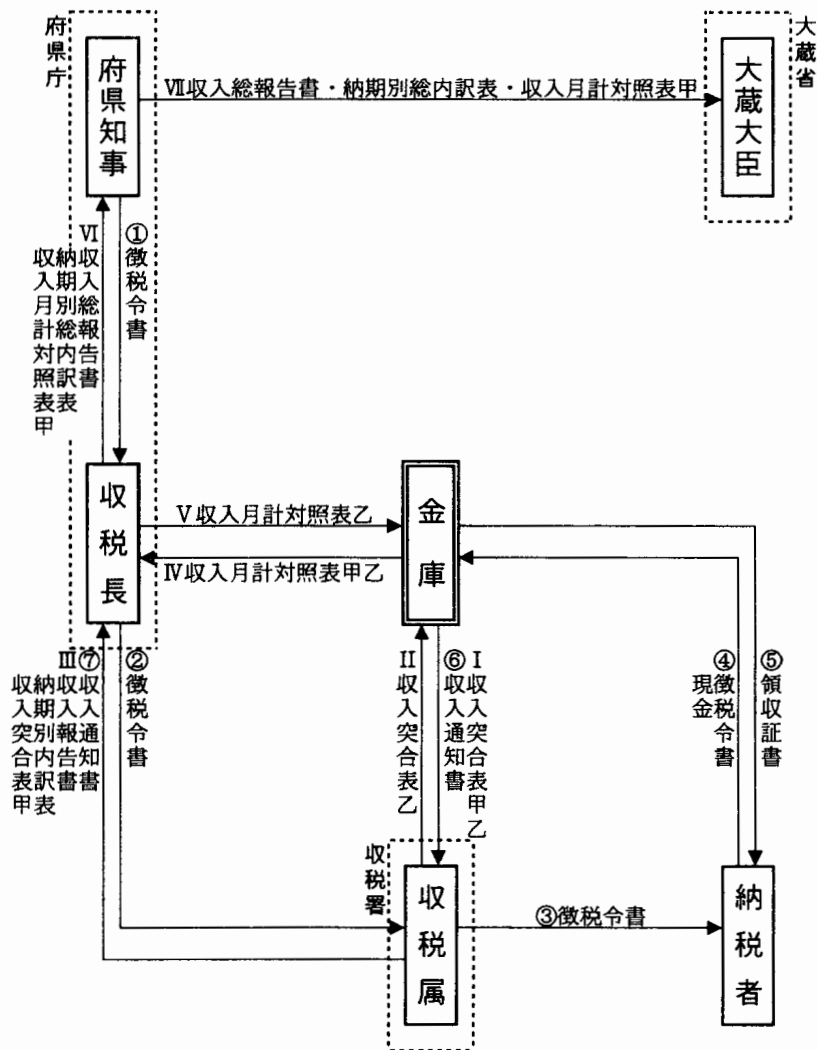 府県庁
府県知事
Ⅶ収入総報告書・納期別総内訳表・収入月計対照表甲
大蔵大臣
大蔵省
①徴税令書
Ⅵ収入総報告書
納期別総内訳表
収入月計対照表甲
収税長
Ⅴ収入月計対照表乙
Ⅳ収入月計対照表甲乙
金庫
②徴税令書
⑦収入通知書
Ⅲ収入報告書
納期別内訳表
収入突合表甲
Ⅰ収入突合表甲乙
⑥収入通知書
Ⅱ収入突合表乙
⑤領収証書
④徴税令書
現金
収税署
収税属
③徴税令書
納税者